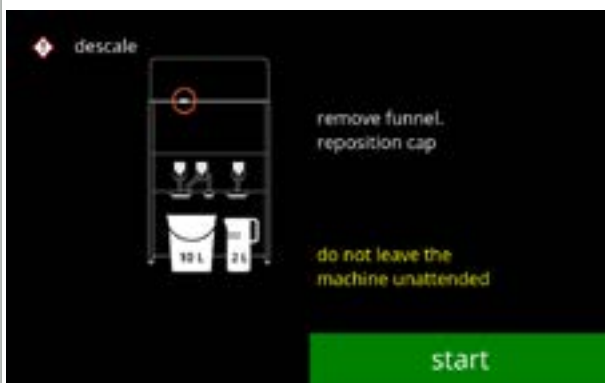 descale
remove funnel.
reposition cap
10 L
2 L
do not leave the
machine unattended
start